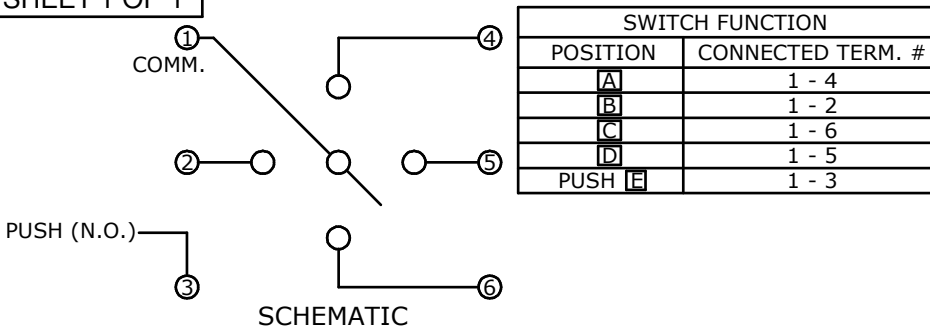 SHEET 1 OF 1
1
COMM.
4
2
5
PUSH (N.O.)
3
6
SCHEMATIC
SWITCH FUNCTION
POSITION CONNECTED TERM. #
A 1 - 4
B 1 - 2
C 1 - 6
D 1 - 5
PUSH E 1 - 3